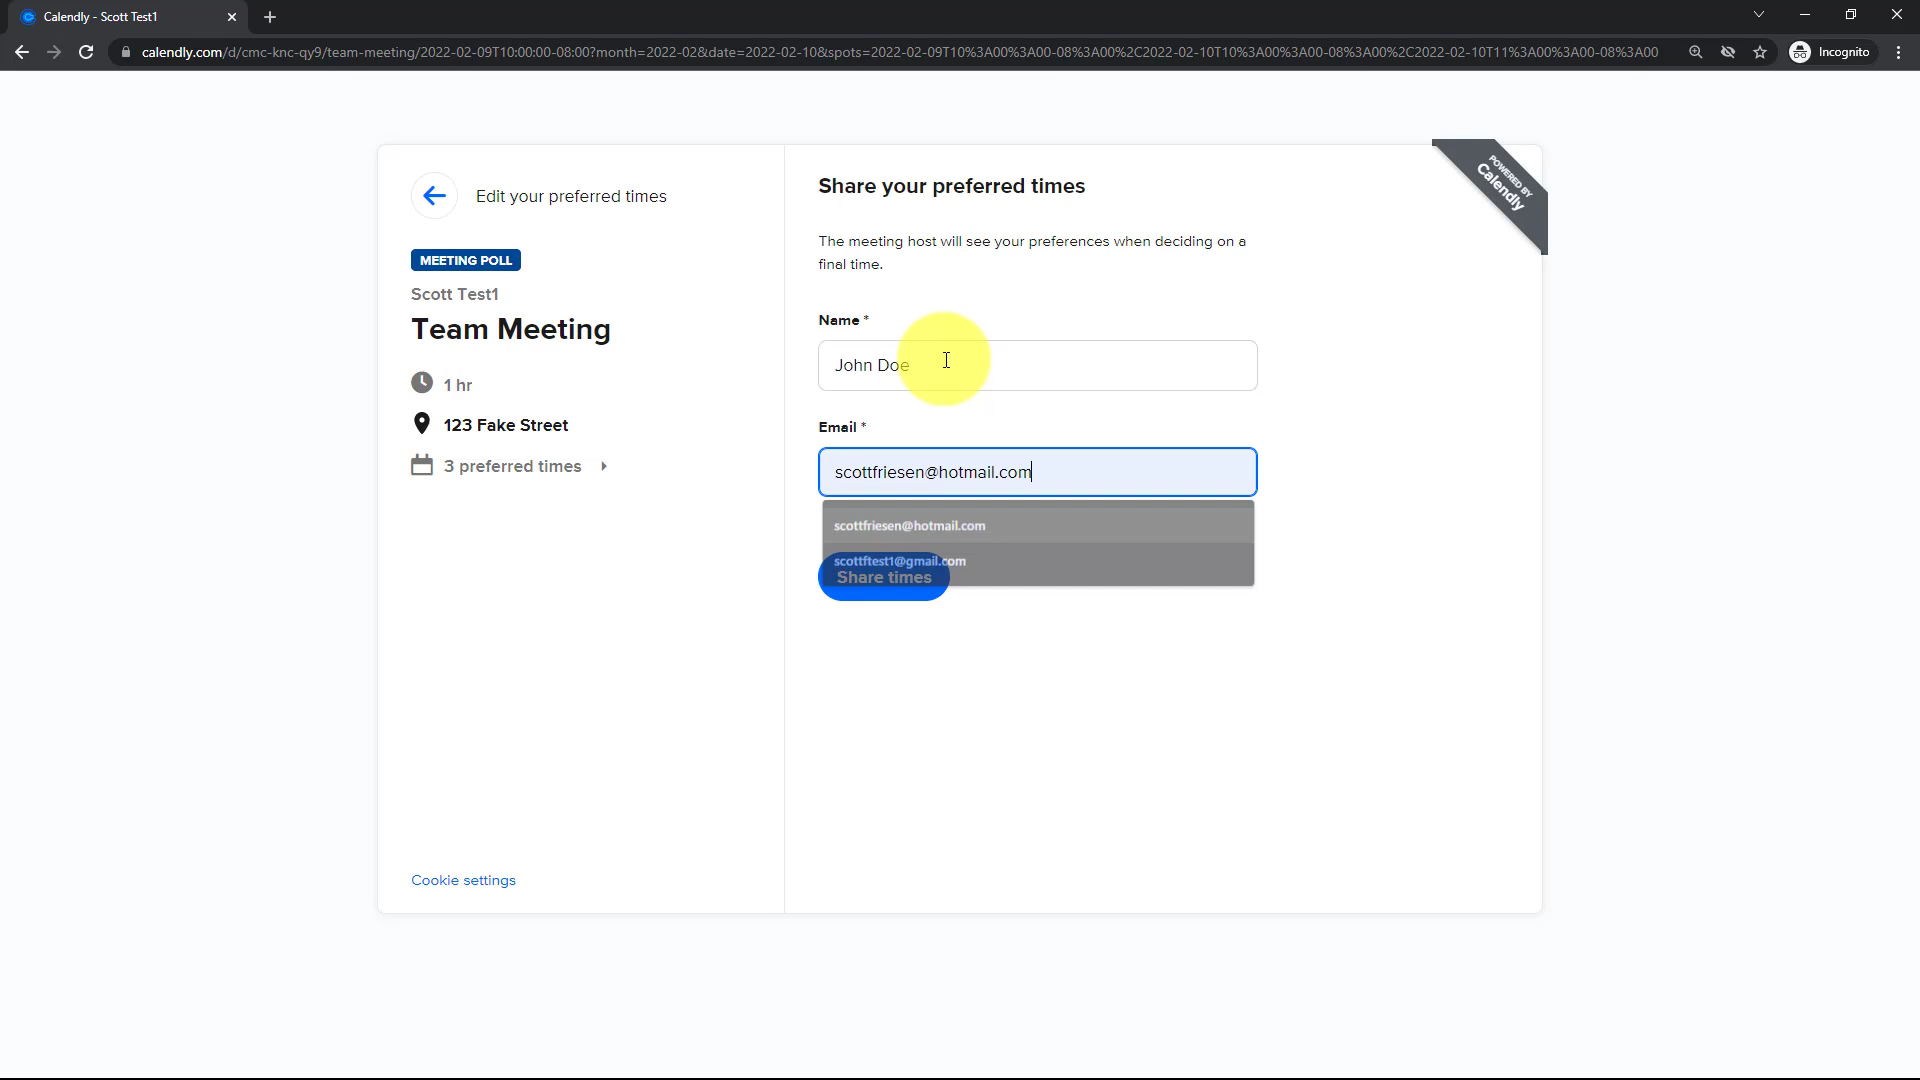 Calendly - Scott Test1
calendly.com/d/cmc-knc-qy9/team-meeting/2022-02-09T10:00:00-08:00?month=2022-02&date=2022-02-10&spots=2022-02-09T10%3A00%3A00-08%3A00%2C2022-02-10T10%3A00%3A00-08%3A00%2C2022-02-10T11%3A00%3A00-08%3A00
Incognito
Edit your preferred times
MEETING POLL
Scott Test1
Team Meeting
1 hr
123 Fake Street
3 preferred times
Cookie settings
Share your preferred times
The meeting host will see your preferences when deciding on a
final time.
Name *
John Doe
Email *
scottfriesen@hotmail.com
scottfriesen@hotmail.com
scottftest1@gmail.com
Share times
POWERED BY
Calendly